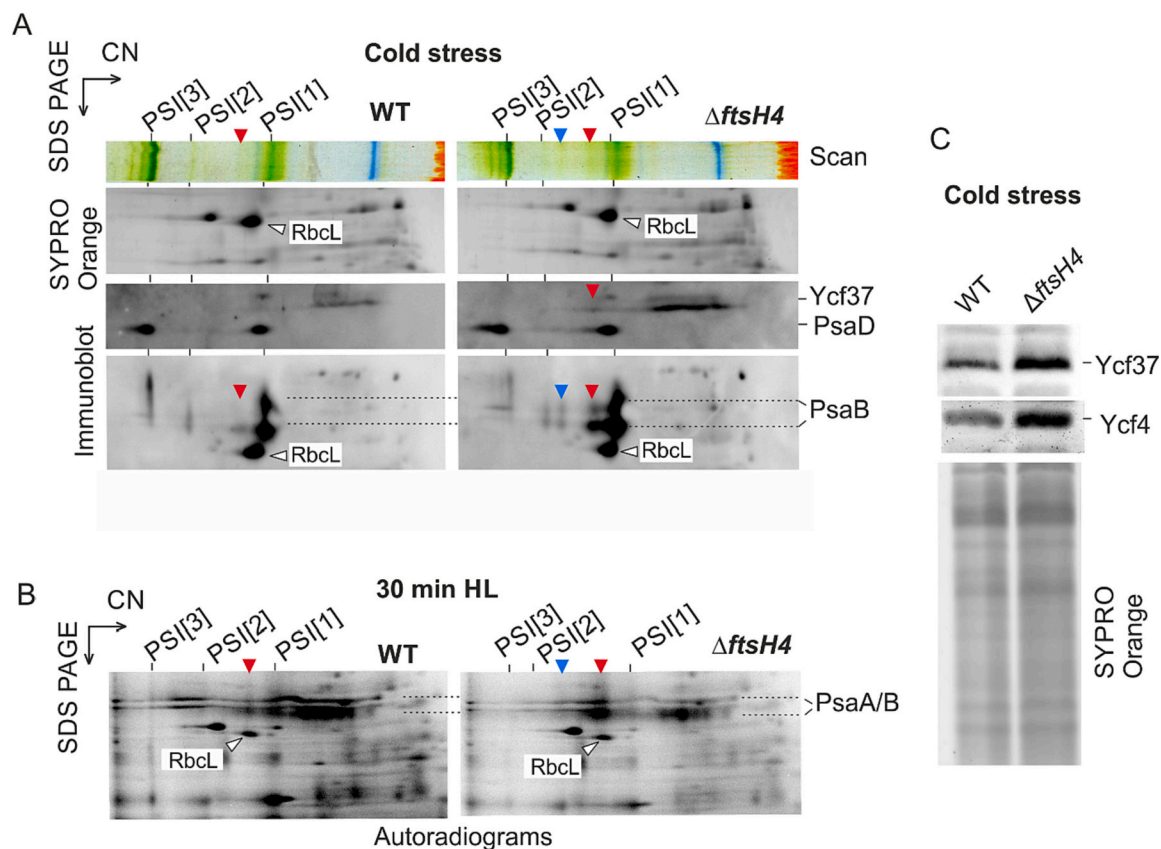 A
SDS PAGE
CN
Cold stress
PSI[3]
PSI[2]
PSI[1]
WT
PSI[3]
PSI[2]
PSI[1]
ΔftsH4
Scan
SYPRO
Orange
RbcL
RbcL
Immunoblot
Ycf37
PsaD
PsaB
RbcL
RbcL
B
SDS PAGE
CN
30 min HL
PSI[3]
PSI[2]
PSI[1]
WT
PSI[3]
PSI[2]
PSI[1]
ΔftsH4
PsaA/B
RbcL
RbcL
Autoradiograms
C
Cold stress
WT
ΔftsH4
Ycf37
Ycf4
SYPRO
Orange